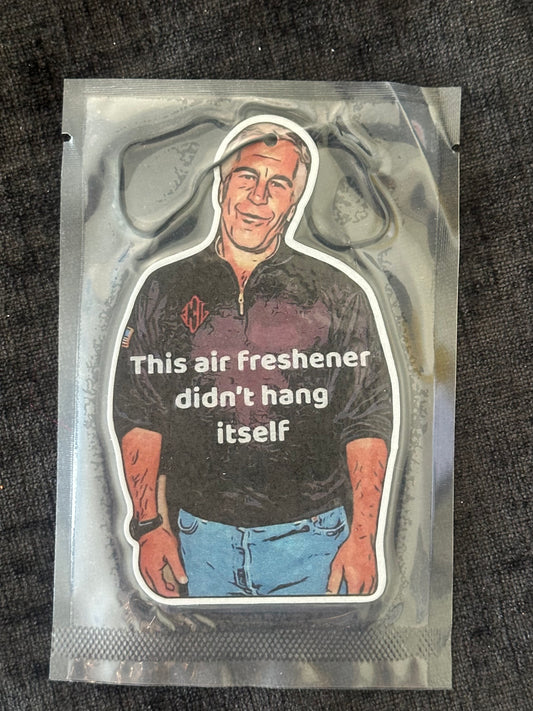 This air freshener
didn't hang
itself